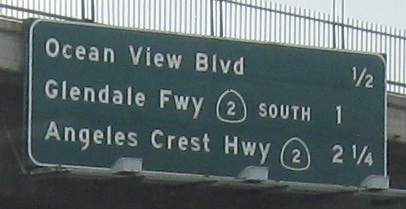 Ocean View Blvd ½
Glendale Fwy 2 SOUTH 1
Angeles Crest Hwy 2 2 ¼